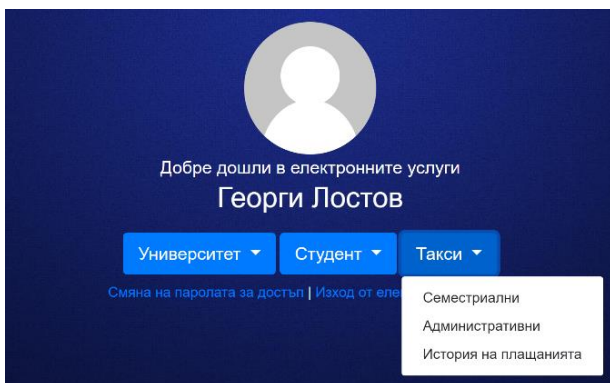 Добре дошли в електронните услуги
Георги Лостов
Университет Студент Такси
Смяна на паролата за достъп | Изход от
Семестриални
Административни
История на плащанията